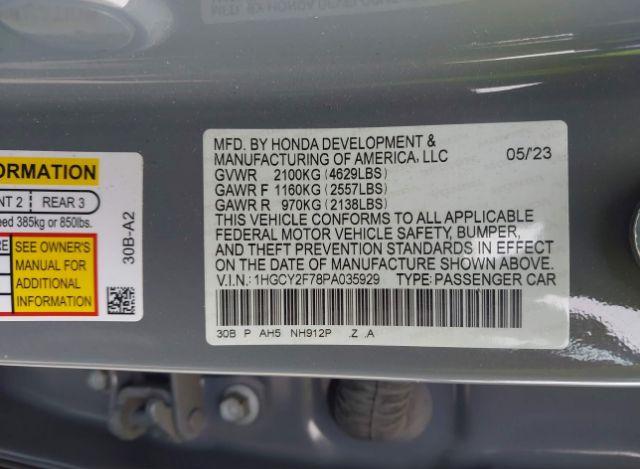 MFD. BY HONDA DEVELOPMENT &
MANUFACTURING OF AMERICA, LLC 05/23
GVWR 2100KG (4629LBS)
GAWR F 1160KG (2557LBS)
GAWR R 970KG (2138LBS)
THIS VEHICLE CONFORMS TO ALL APPLICABLE
FEDERAL MOTOR VEHICLE SAFETY, BUMPER,
AND THEFT PREVENTION STANDARDS IN EFFECT
ON THE DATE OF MANUFACTURE SHOWN ABOVE.
V.I.N.: 1HGCY2F78PA035929 TYPE: PASSENGER CAR
30B P AH5 NH912P .Z .A
FORMATION
NT 2 REAR 3
eed 385kg or 850lbs.
RE SEE OWNER'S
MANUAL FOR
ADDITIONAL
INFORMATION
30B-A2